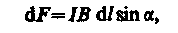 dF=IB dl sin α,